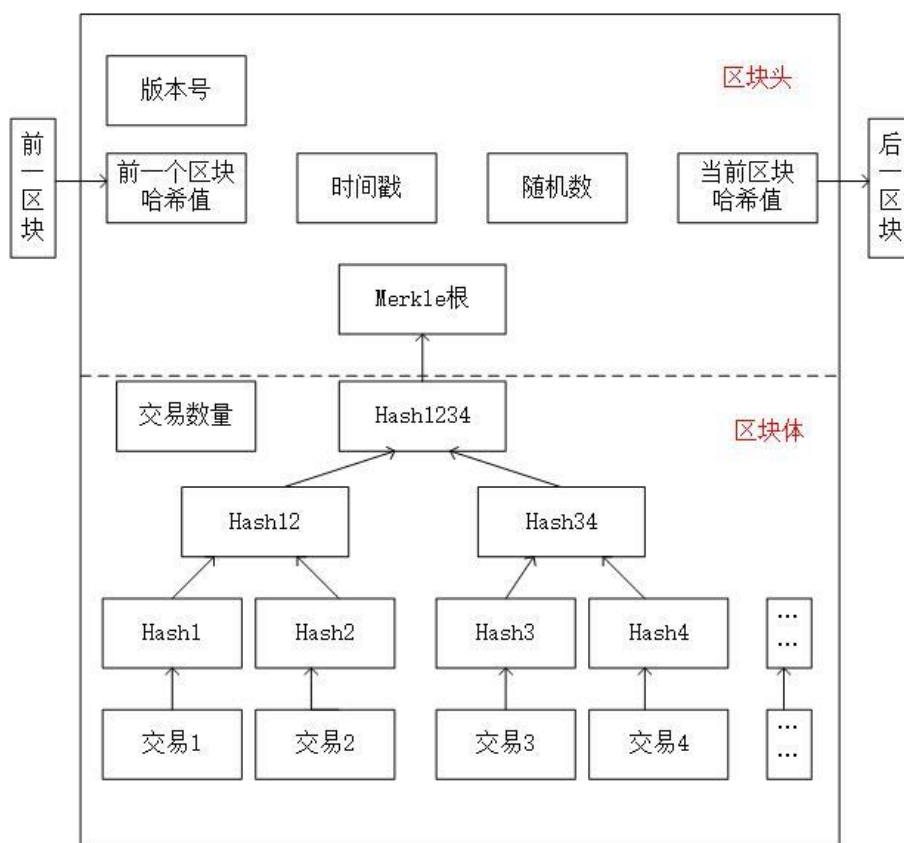 区块头
版本号
前一区块
前一个区块
哈希值
时间戳
随机数
当前区块
哈希值
后一区块
Merkle根
交易数量
Hash1234
区块体
Hash12
Hash34
Hash1
Hash2
Hash3
Hash4
...
...
交易1
交易2
交易3
交易4
...
...